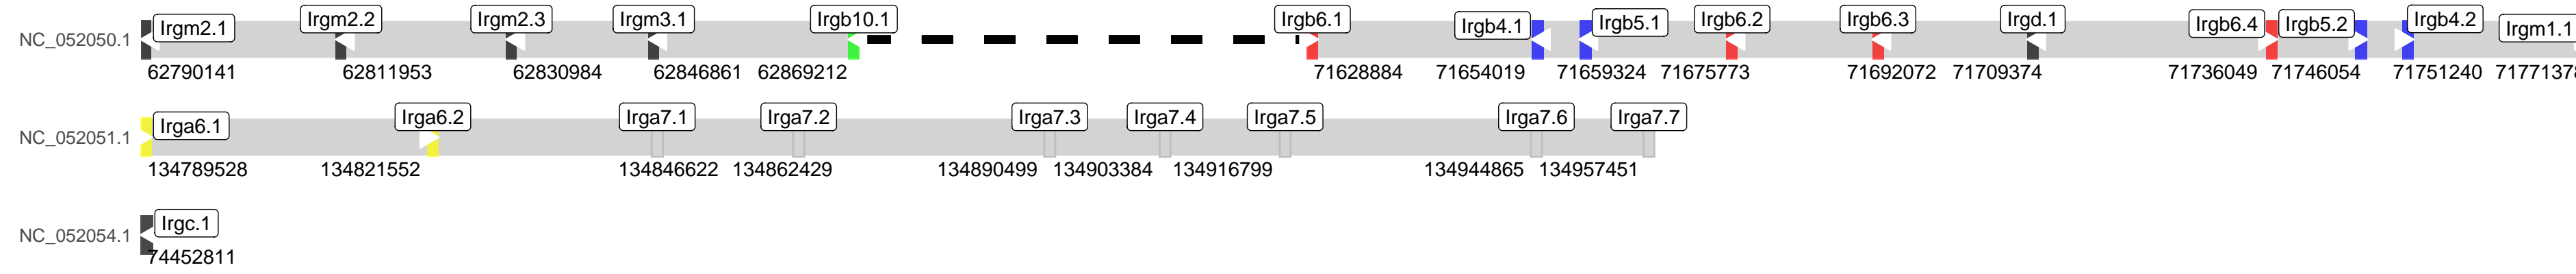 Irgm2.1 Irgm2.2 Irgm2.3 Irgm3.1 Irgb10.1 Irgb6.1 Irgb4.1 Irgb5.1 Irgb6.2 Irgb6.3 Irgd.1 Irgb6.4 Irgb5.2 Irgb4.2 Irgm1.1
NC_052050.1
62790141 62811953 62830984 62846861 62869212 71628884 71654019 71659324 71675773 71692072 71709374 71736049 71746054 71751240
Irga6.1 Irga6.2 Irga7.1 Irga7.2 Irga7.3 Irga7.4 Irga7.5 Irga7.6 Irga7.7
NC_052051.1
134789528 134821552 134846622 134862429 134890499 134903384 134916799 134944865 134957451
Irgc.1
NC_052054.1
74452811